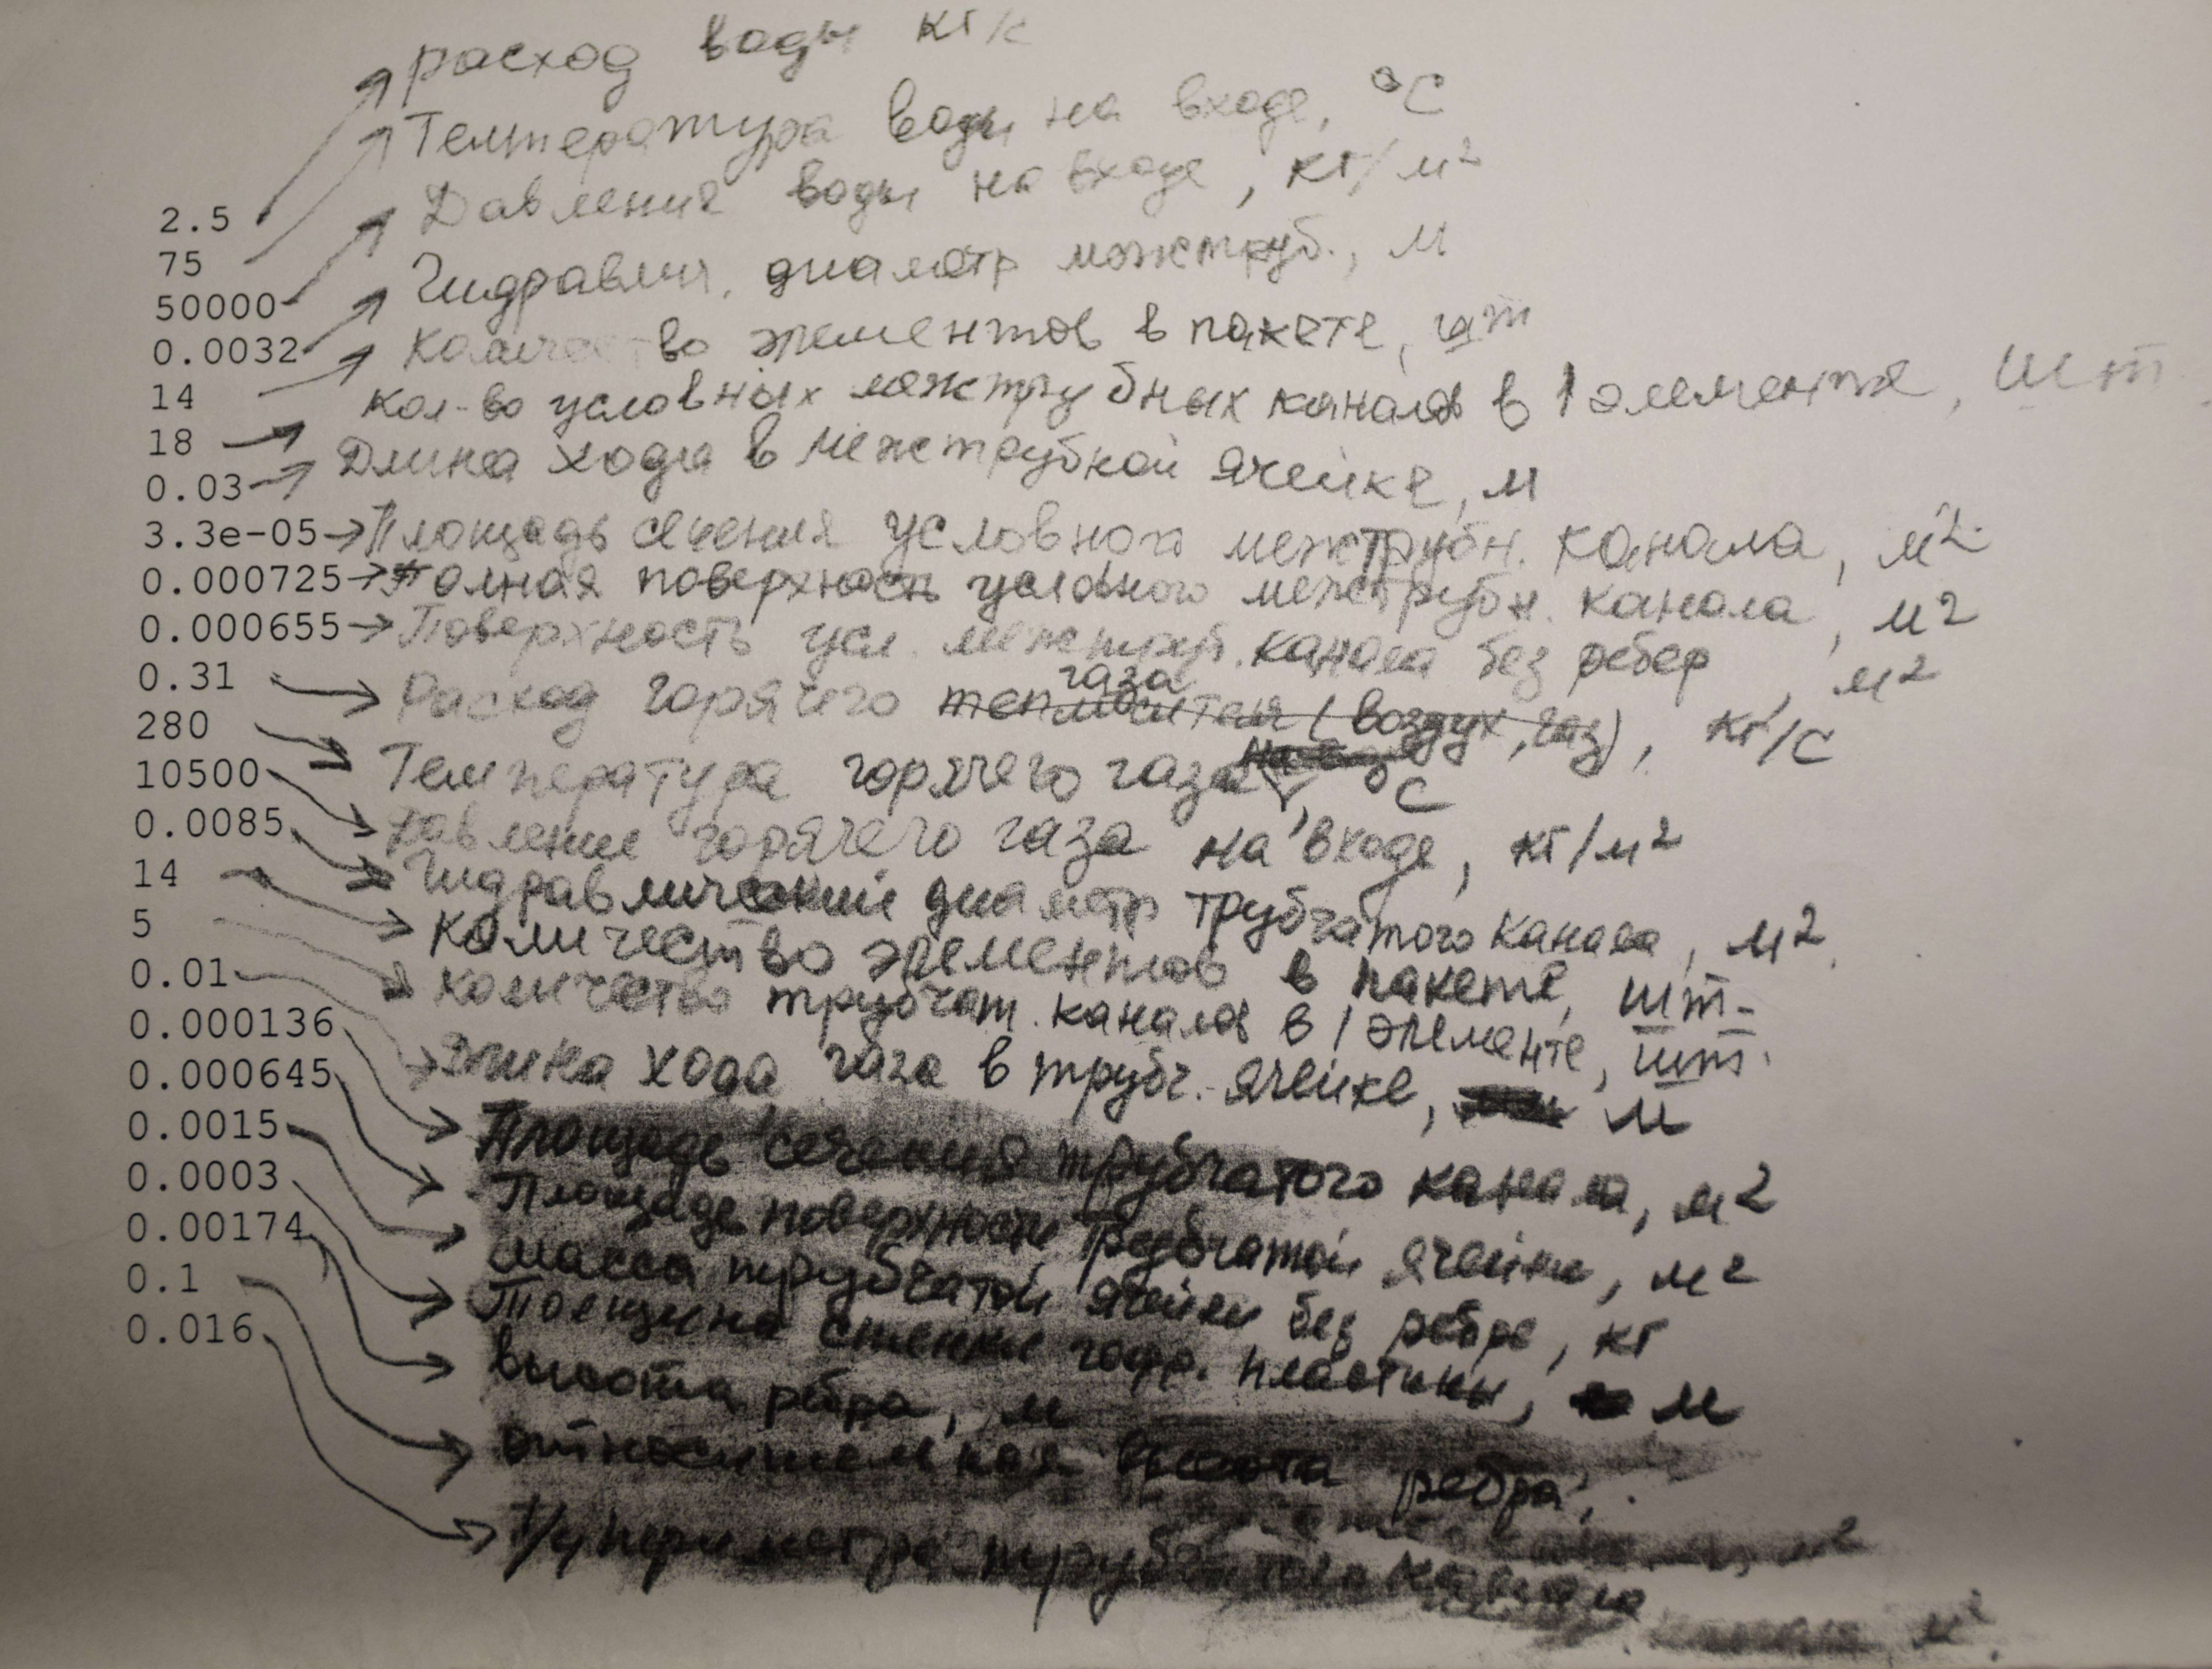 2.5 расход воды кг/с
75 Температура воды на входе, °С
50000 Давление воды на входе, кг/м²
0.0032 Гидравлич. диаметр межтруб., м
14 Количество элементов в пакете, шт
18 Кол-во условных межтрубных каналов в 1 элементе, шт
0.03 Длина хода в межтрубной ячейке, м
3.3e-05 Площадь сечения условного межтрубн. канала, м²
0.000725 Полная поверхность условного межтрубн. канала, м²
0.000655 Поверхность усл. межтруб. канала без ребер, м²
0.31 Расход горячего газа теплоносителя (воздух, газ), кг/с
280 Температура горячего газа, °С
10500 Давление горячего газа на входе, кг/м²
0.0085 Гидравлический диаметр трубчатого канала, м²
14 Количество элементов в пакете, шт.
5 Количество трубчат. каналов в 1 элементе, шт.
0.01 Длина хода газа в трубч. ячейке, м
0.000136 Площадь сечения трубчатого канала, м²
0.000645 Площадь поверхности трубчатой ячейки, м²
0.0015 Масса трубчатой ячейки без ребра, кг
0.0003 Толщина стенки гофр. пластины, м
0.00174 Высота ребра, м
0.1 относительная высота ребра
0.016 1/4 периметра трубчатого канала